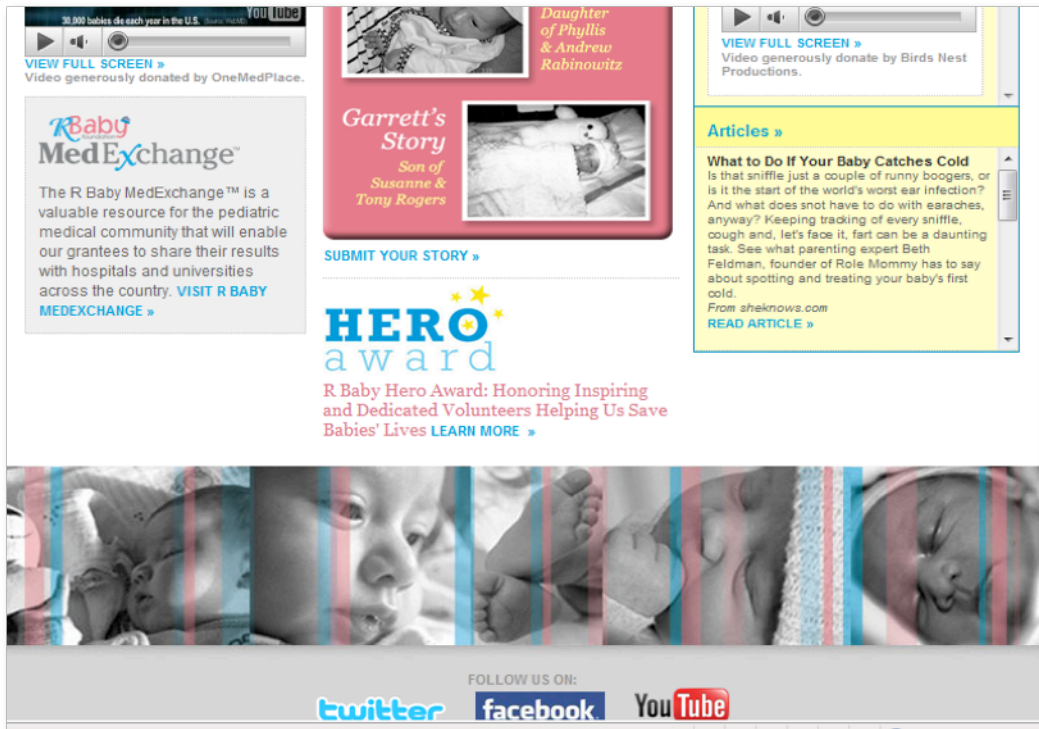 30,000 babies die each year in the U.S.
You Tube
VIEW FULL SCREEN »
Video generously donated by OneMedPlace.
RBaby
foundation
MedExchange™
The R Baby MedExchange™ is a
valuable resource for the pediatric
medical community that will enable
our grantees to share their results
with hospitals and universities
across the country. VISIT R BABY
MEDEXCHANGE »
Daughter
of Phyllis
& Andrew
Rabinowitz
Garrett's
Story
Son of
Susanne &
Tony Rogers
SUBMIT YOUR STORY »
HERO
award
R Baby Hero Award: Honoring Inspiring
and Dedicated Volunteers Helping Us Save
Babies' Lives LEARN MORE »
VIEW FULL SCREEN »
Video generously donate by Birds Nest
Productions.
Articles »
What to Do If Your Baby Catches Cold
Is that sniffle just a couple of runny boogers, or
is it the start of the world's worst ear infection?
And what does snot have to do with earaches,
anyway? Keeping tracking of every sniffle,
cough and, let's face it, fart can be a daunting
task. See what parenting expert Beth
Feldman, founder of Role Mommy has to say
about spotting and treating your baby's first
cold.
From sheknows.com
READ ARTICLE »
FOLLOW US ON:
twitter
facebook
You Tube